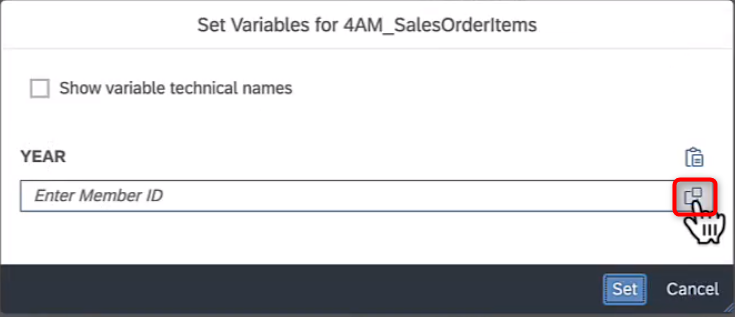 Set Variables for 4AM_SalesOrderItems
Show variable technical names
YEAR
Enter Member ID
Set Cancel